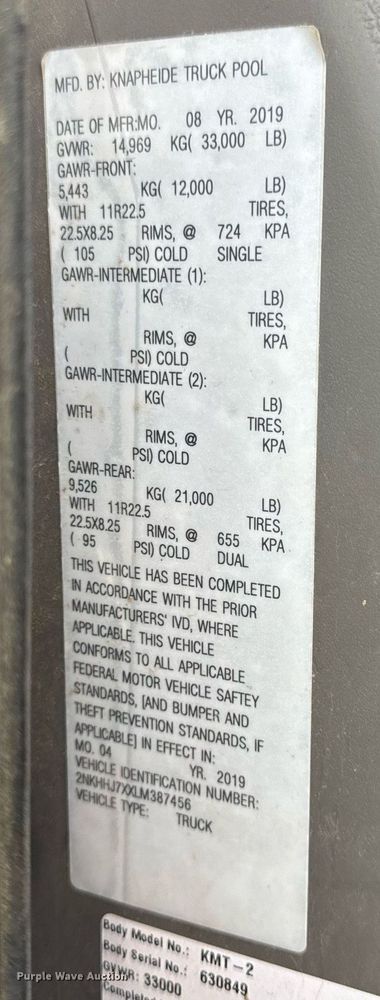 MFD. BY: KNAPHEIDE TRUCK POOL
DATE OF MFR:MO. 08 YR. 2019
GVWR: 14,969 KG( 33,000 LB)
GAWR-FRONT:
5,443 KG( 12,000 LB)
WITH 11R22.5 TIRES,
22.5X8.25 RIMS, @ 724 KPA
( 105 PSI) COLD SINGLE
GAWR-INTERMEDIATE (1):
KG( LB)
WITH TIRES,
RIMS, @ KPA
( PSI) COLD
GAWR-INTERMEDIATE (2):
KG( LB)
WITH TIRES,
RIMS, @ KPA
( PSI) COLD
GAWR-REAR:
9,526 KG( 21,000 LB)
WITH 11R22.5 TIRES,
22.5X8.25 RIMS, @ 655 KPA
( 95 PSI) COLD DUAL
THIS VEHICLE HAS BEEN COMPLETED
IN ACCORDANCE WITH THE PRIOR
MANUFACTURERS' IVD, WHERE
APPLICABLE. THIS VEHICLE
CONFORMS TO ALL APPLICABLE
FEDERAL MOTOR VEHICLE SAFTEY
STANDARDS, [AND BUMPER AND
THEFT PREVENTION STANDARDS, IF
APPLICABLE] IN EFFECT IN:
MO. 04 YR. 2019
VEHICLE IDENTIFICATION NUMBER:
2NKHHJ7XXLM387456
VEHICLE TYPE: TRUCK
Body Model No.: KMT-2
Body Serial No.: 630849
GVWR: 33000
Completed
Purple Wave Auction